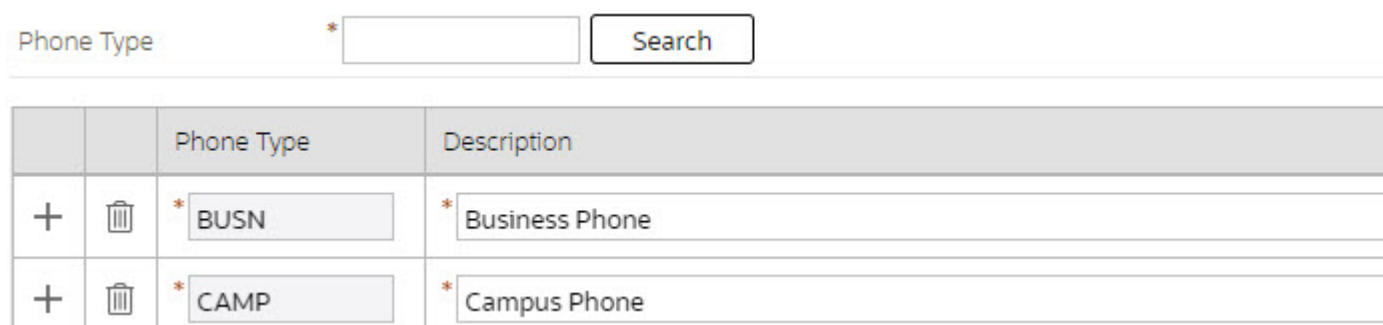 Phone Type * Search
Phone Type Description
* BUSN * Business Phone
* CAMP * Campus Phone